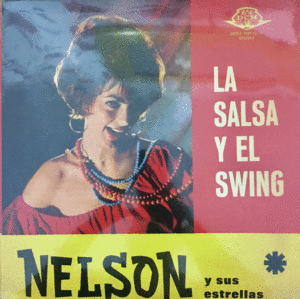 LA
SALSA
Y EL
SWING
NELSON
y sus
estrellas